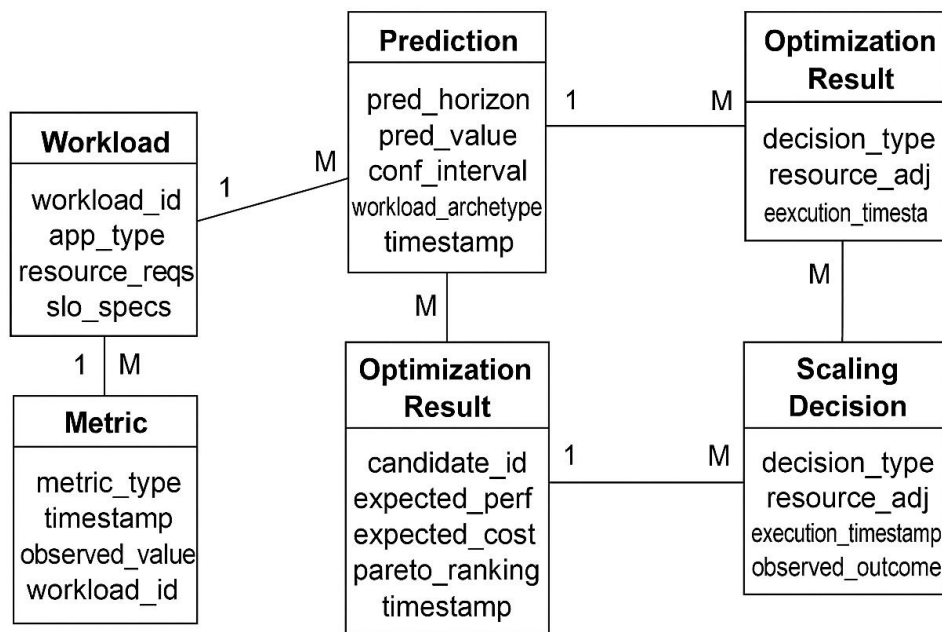 Workload
workload_id
app_type
resource_reqs
slo_specs
1
M
1
M
Metric
metric_type
timestamp
observed_value
workload_id
Prediction
pred_horizon
pred_value
conf_interval
workload_archetype
timestamp
1
M
M
Optimization
Result
decision_type
resource_adj
eexcution_timesta
M
Optimization
Result
candidate_id
expected_perf
expected_cost
pareto_ranking
timestamp
1
M
Scaling
Decision
decision_type
resource_adj
execution_timestamp
observed_outcome